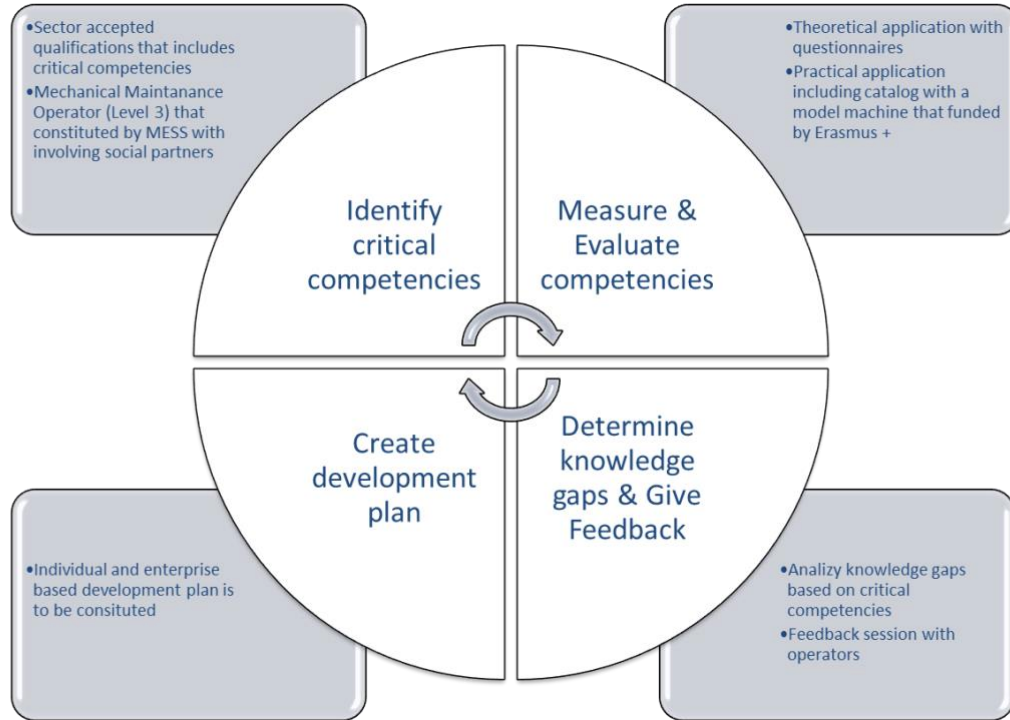 •Sector accepted
qualifications that includes
critical competencies
•Mechanical Maintanance
Operator (Level 3) that
constituted by MESS with
involving social partners
•Theoretical application with
questionnaires
•Practical application
including catalog with a
model machine that funded
by Erasmus +
Identify
critical
competencies
Measure &
Evaluate
competencies
Create
development
plan
Determine
knowledge
gaps & Give
Feedback
•Individual and enterprise
based development plan is
to be consituted
•Analizy knowledge gaps
based on critical
competencies
•Feedback session with
operators